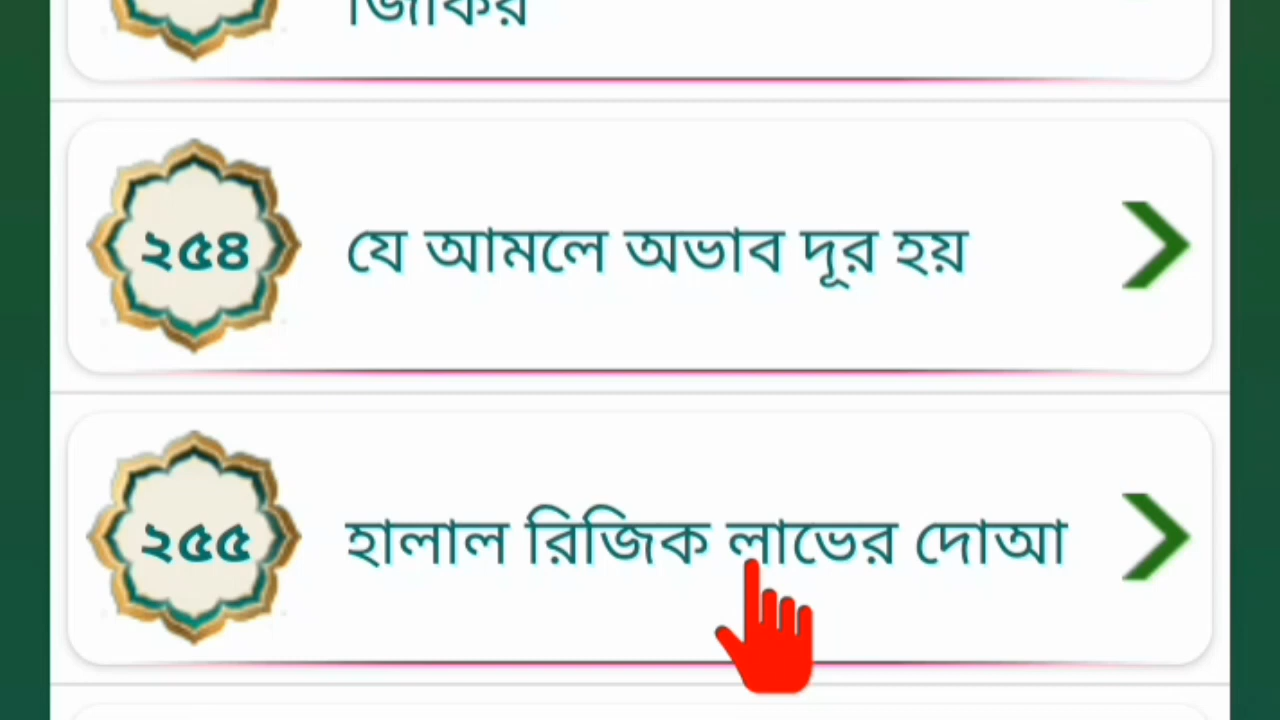 জিকির
২৫৪ যে আমলে অভাব দূর হয়
২৫৫ হালাল রিজিক লাভের দোআ